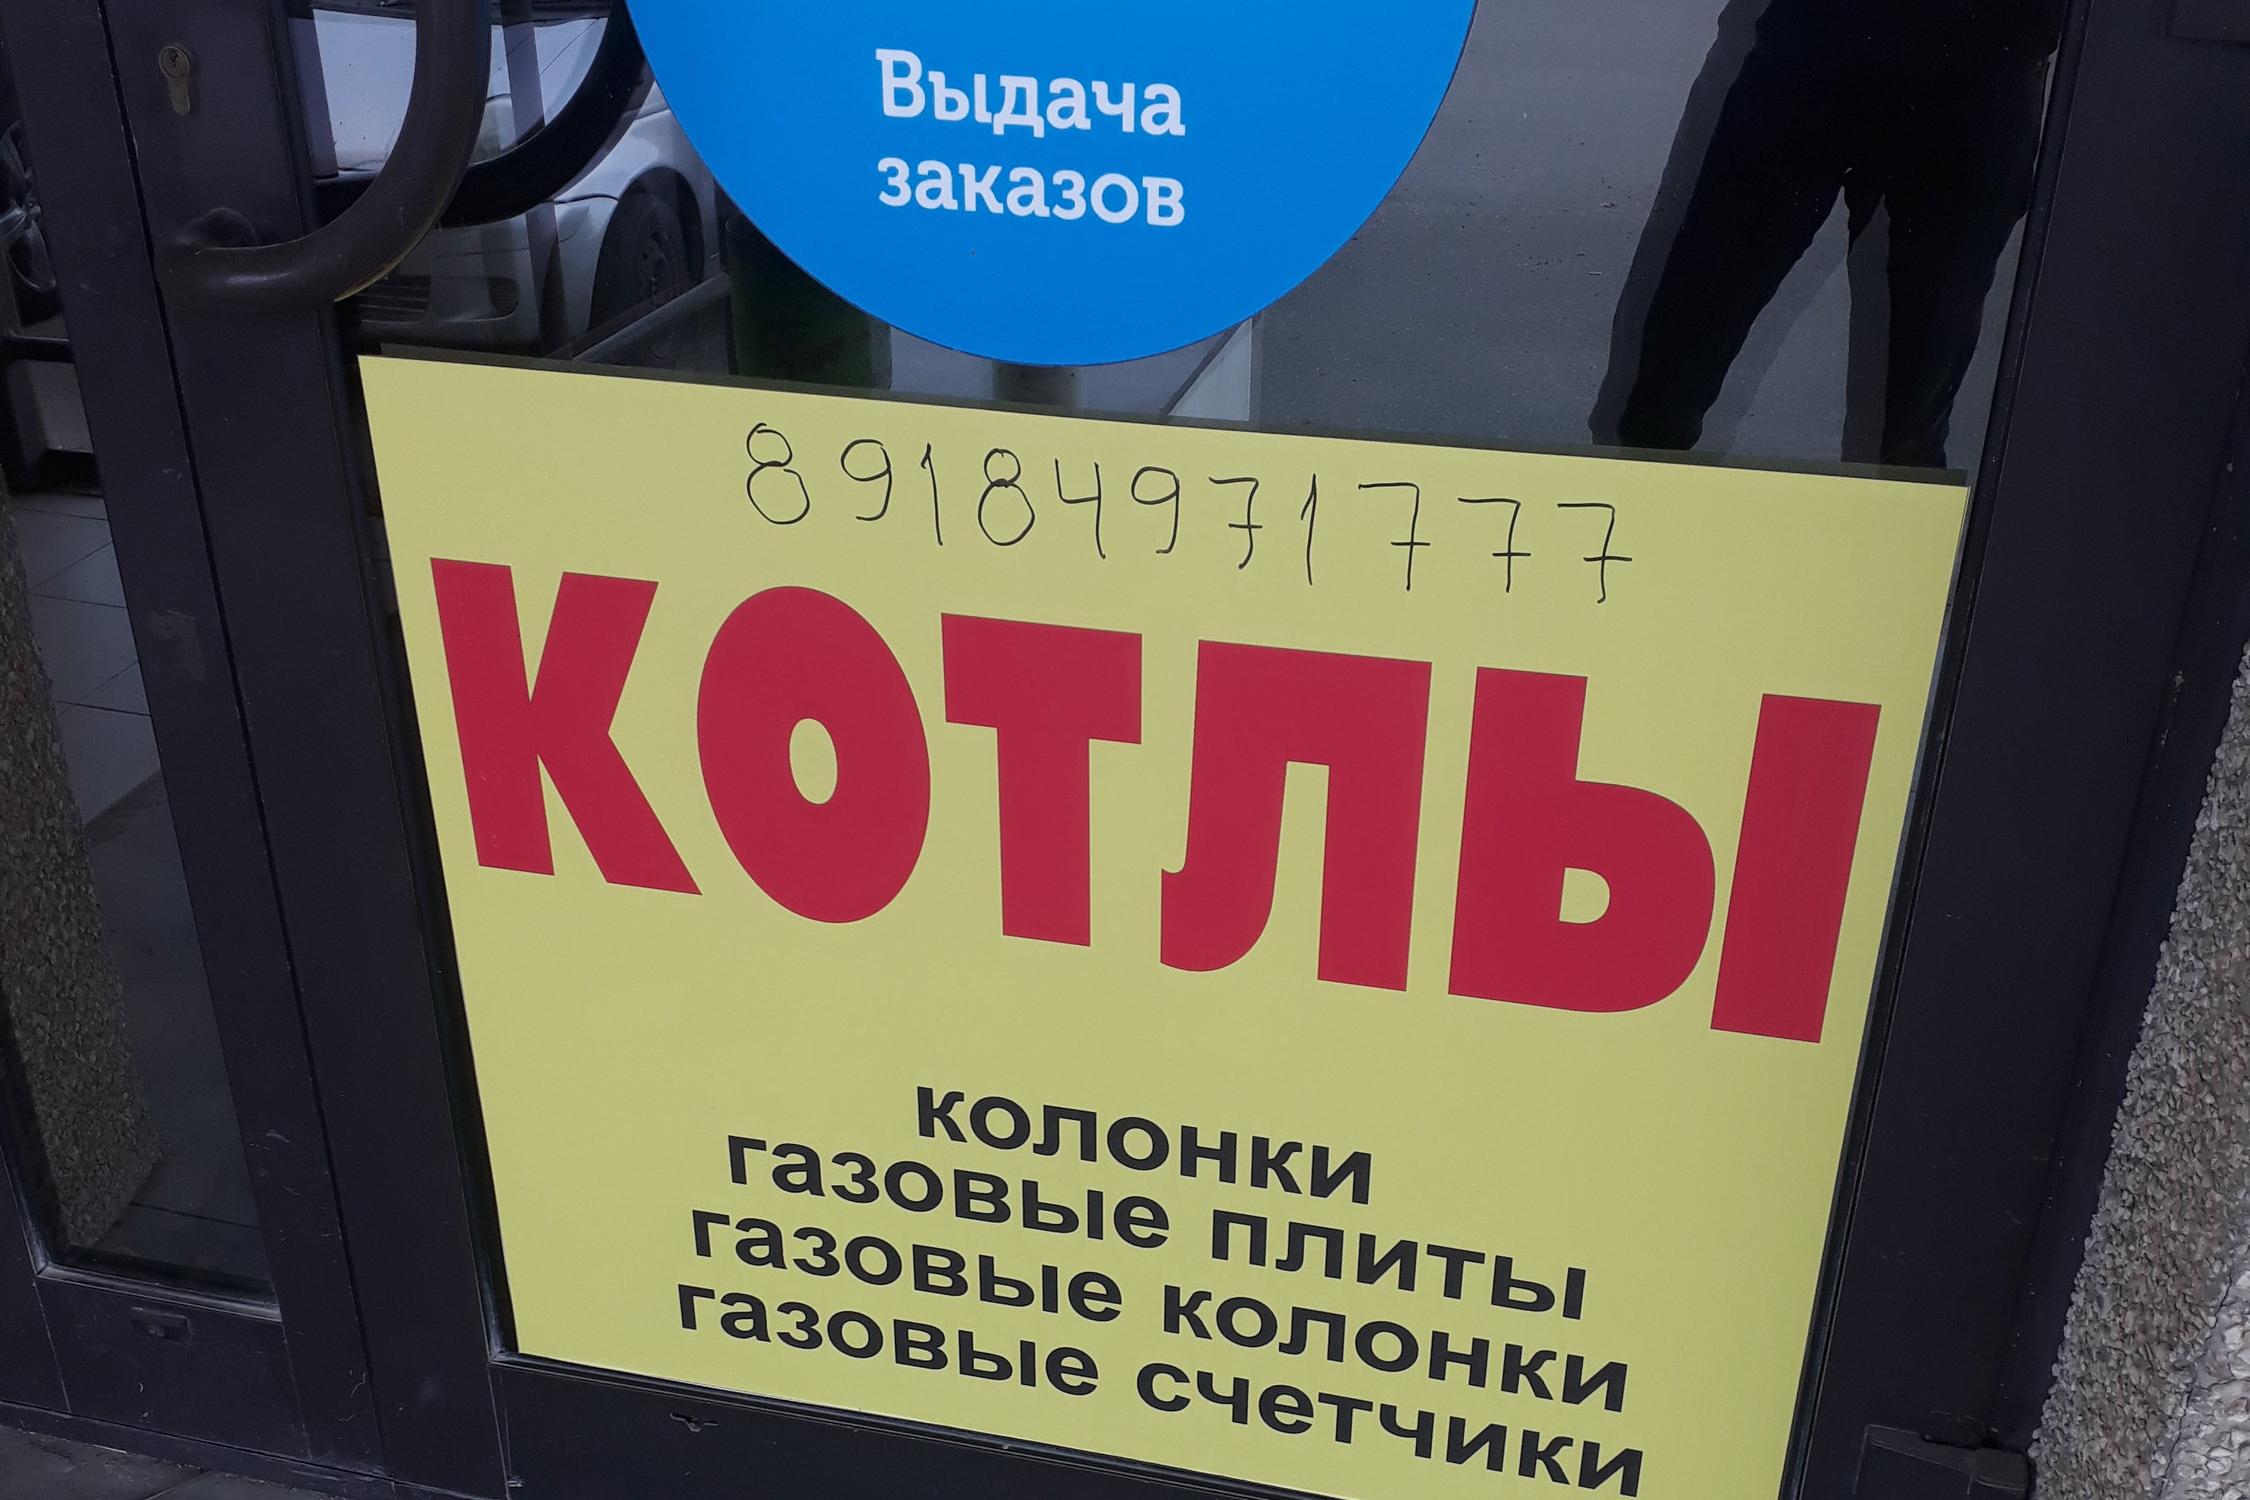 Выдача
заказов
89184971777
КОТЛЫ
колонки
газовые плиты
газовые колонки
газовые счетчики